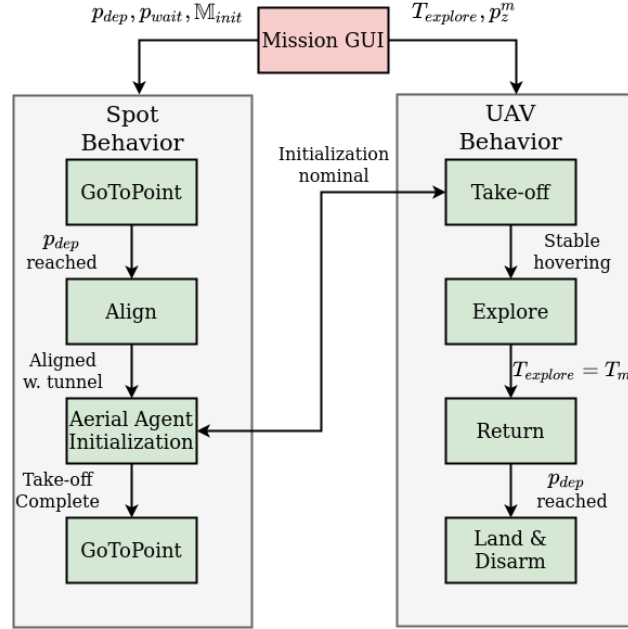 p_dep, p_wait, 𝕄_init
Mission GUI
T_explore, p_z^m
Spot
Behavior
GoToPoint
p_dep
reached
Align
Aligned
w. tunnel
Aerial Agent
Initialization
Take-off
Complete
GoToPoint
Initialization
nominal
UAV
Behavior
Take-off
Stable
hovering
Explore
T_explore = T_m
Return
p_dep
reached
Land &
Disarm